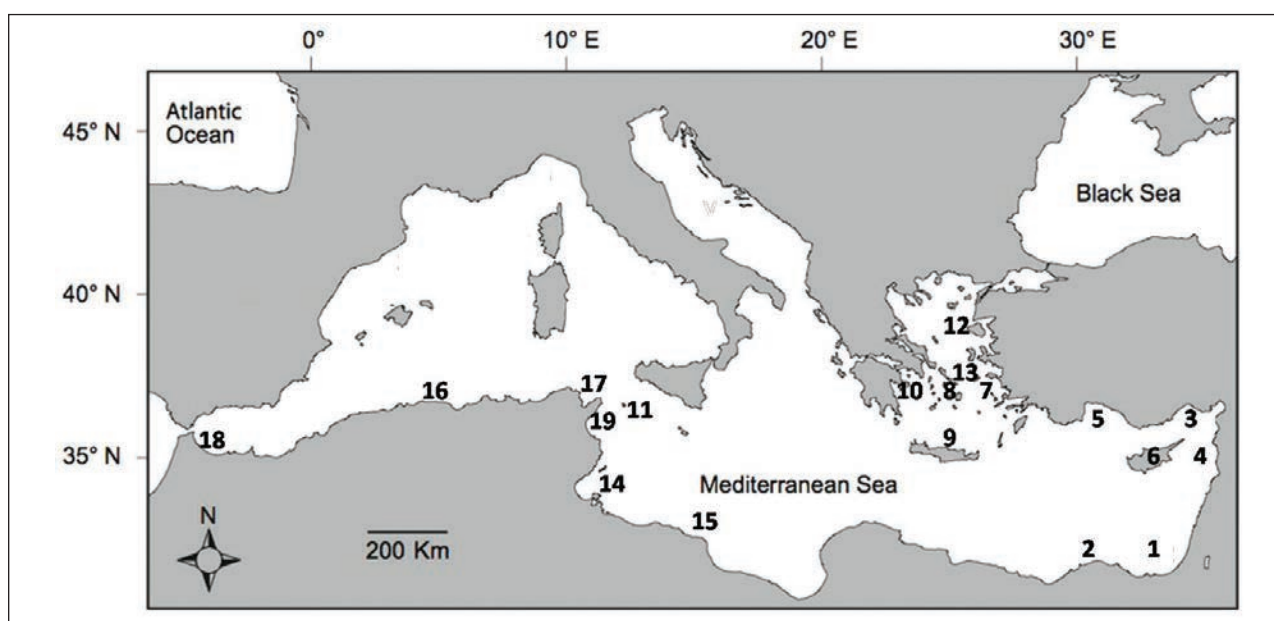 0° 10° E 20° E 30° E
45° N
Atlantic
Ocean
Black Sea
V
40° N
12
13
16 17 10 8 7
11
19 5 3
18 9
35° N 6 4
14 Mediterranean Sea
15
N
200 Km
2 1